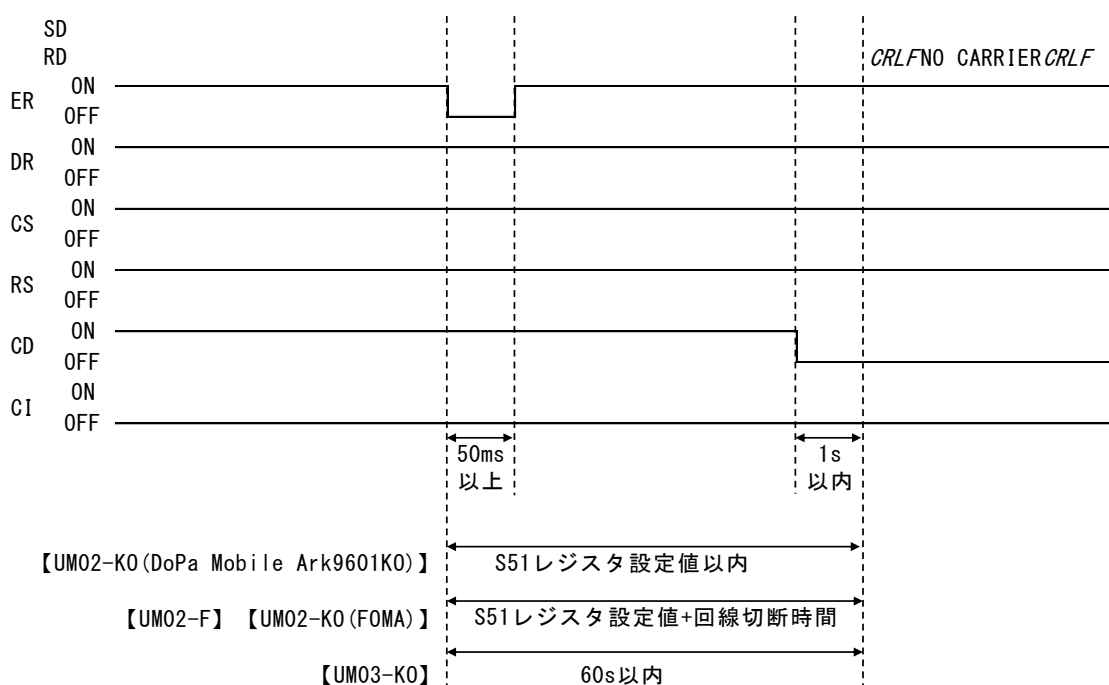 SD
RD
CRLFNO CARRIERCRLF
ER ON
OFF
DR ON
OFF
CS ON
OFF
RS ON
OFF
CD ON
OFF
CI ON
OFF
50ms
以上
1s
以内
【UM02-KO(DoPa Mobile Ark9601KO)】 S51レジスタ設定値以内
【UM02-F】【UM02-KO(FOMA)】 S51レジスタ設定値+回線切断時間
【UM03-KO】 60s以内